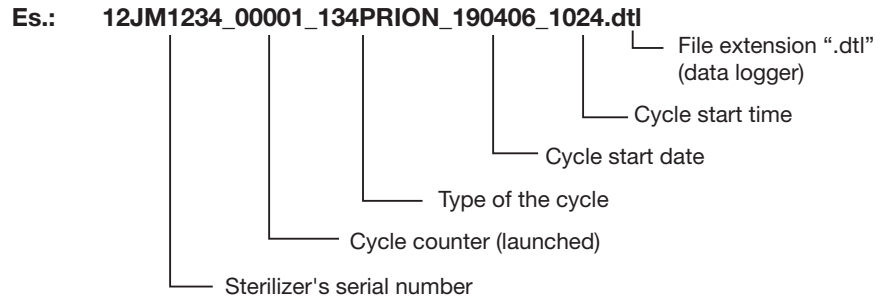 Es.: 12JM1234_00001_134PRION_190406_1024.dtl
File extension “.dtl”
(data logger)
Cycle start time
Cycle start date
Type of the cycle
Cycle counter (launched)
Sterilizer's serial number